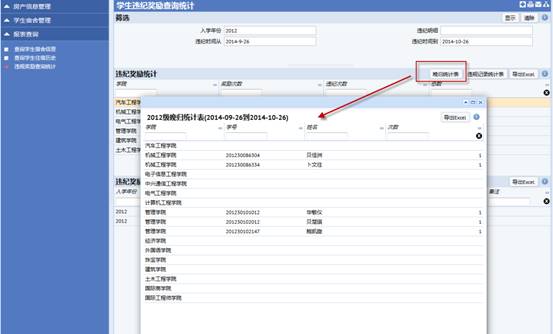 房产信息管理
学生宿舍管理
报表查询
查询学生宿舍信息
查询学生住宿历史
违规奖励查询统计
学生违纪奖励查询统计
筛选
显示 清除
入学年份 2012 违纪明细
违纪时间从 2014-9-26 违纪时间到 2014-10-26
违纪奖励统计 晚归统计表 违规记录统计表 导出Excel
学院 奖励次数 违纪次数 总数
汽车工程学
机械工程学
电气工程学
管理学院
建筑学院
土木工程学
2012级晚归统计表(2014-09-26到2014-10-26) 导出Excel
学院 学号 姓名 次数
汽车工程学院
机械工程学院 201230086304 贝恒洲 1
机械工程学院 201230086334 卜文往 1
电子信息工程学院
中兴通信工程学院
电气工程学院
计算机工程学院
管理学院 201230101012 华敏仪 1
管理学院 201230102012 贝楚琪 1
管理学院 201230102147 鲍凯旋 1
经济学院
外国语学院
珠宝学院
建筑学院
土木工程学院
国际商学院
国际工程师学院
违纪奖励 导出Excel
入学年份 备注
2012
2012